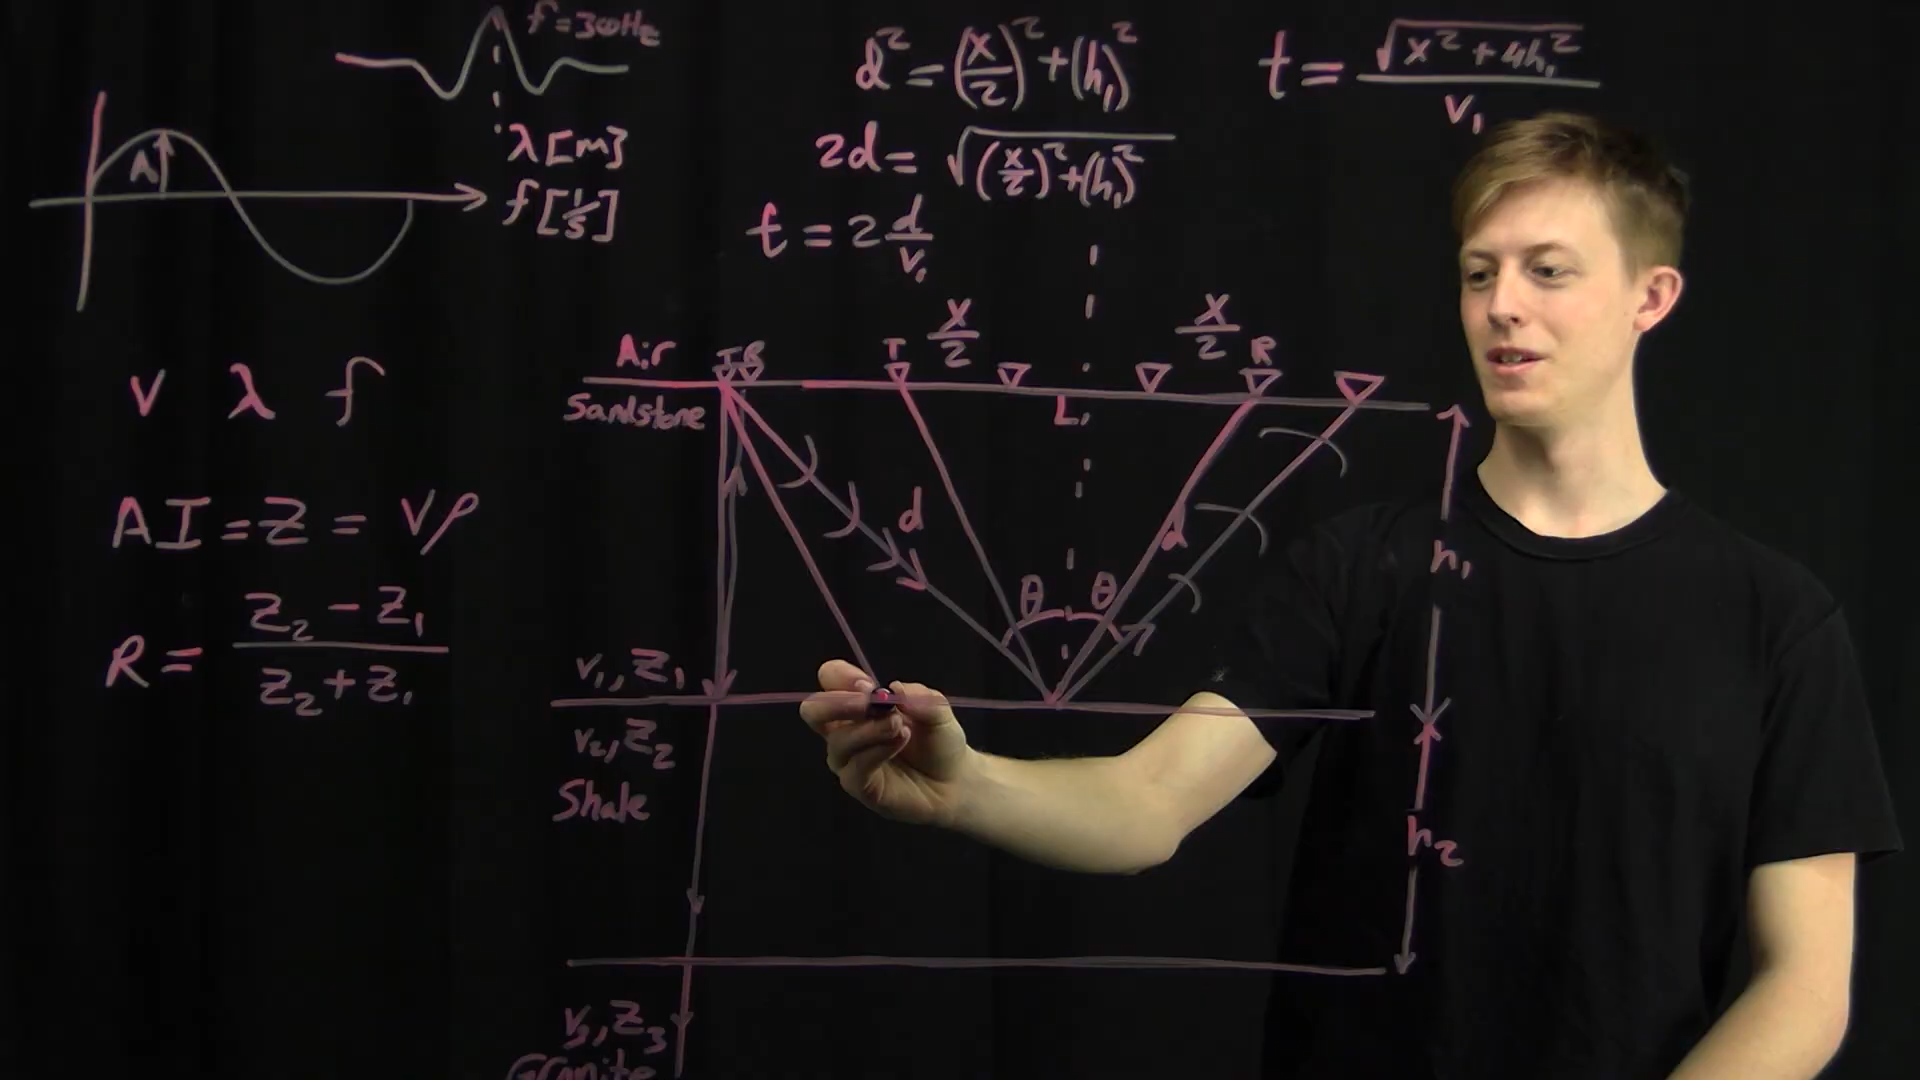 f = 300Hz
λ[m]
f[1/s]
A
v λ f
AI = Z = vρ
R = (Z₂ - Z₁)/(Z₂ + Z₁)
d² = (x/2)² + (h₁)²
2d = √((x/2)² + (h₁)²)
t = 2 d/v₁
t = √(x² + 4h₁²)/v₁
x/2 x/2
Air T R T R
Sandstone L₁
d d
θ θ
h₁
v₁, Z₁
v₂, Z₂
Shale
h₂
v₃, Z₃
Granite